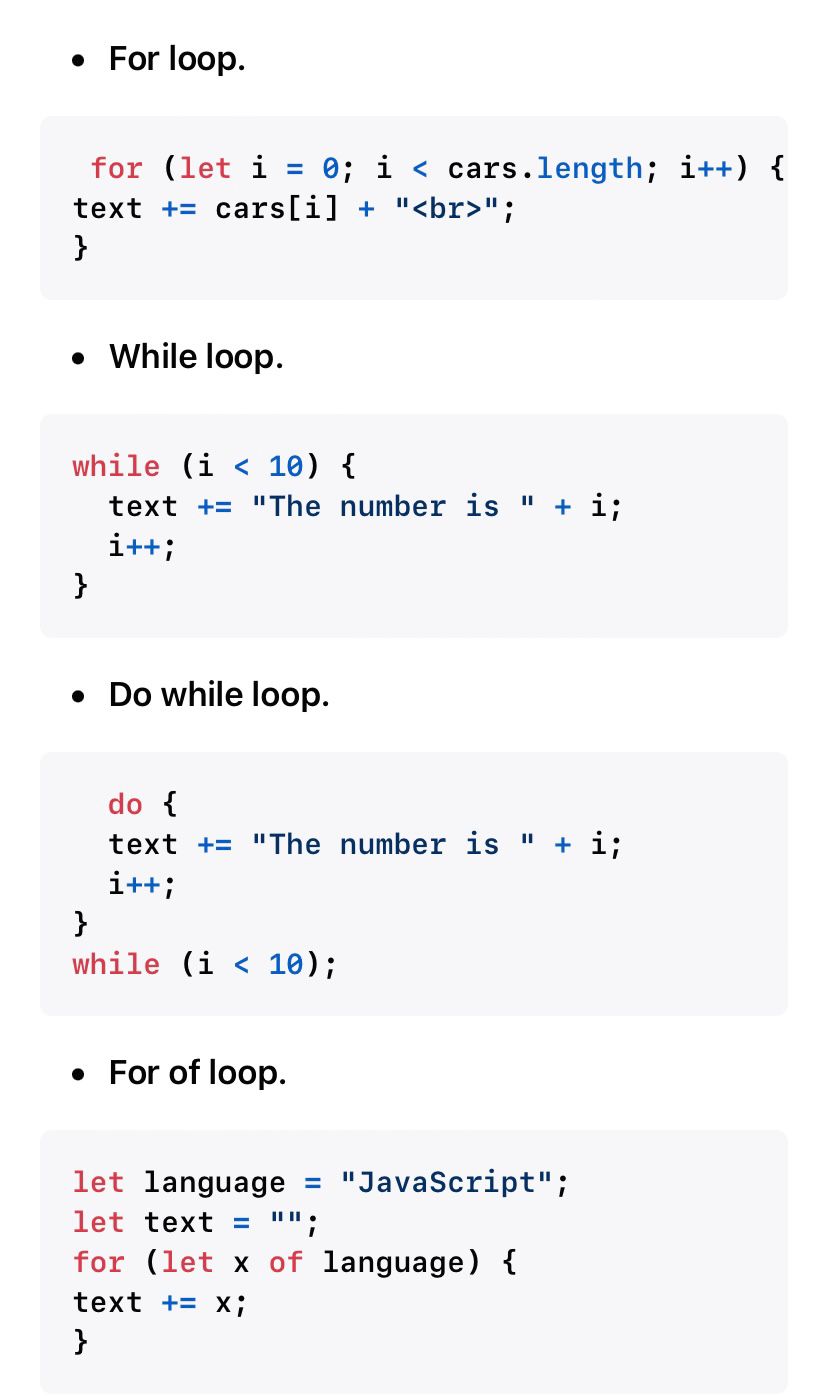 • For loop.
 for (let i = 0; i < cars.length; i++) {
text += cars[i] + "<br>";
}
• While loop.
while (i < 10) {
  text += "The number is " + i;
  i++;
}
• Do while loop.
  do {
  text += "The number is " + i;
  i++;
}
while (i < 10);
• For of loop.
let language = "JavaScript";
let text = "";
for (let x of language) {
text += x;
}